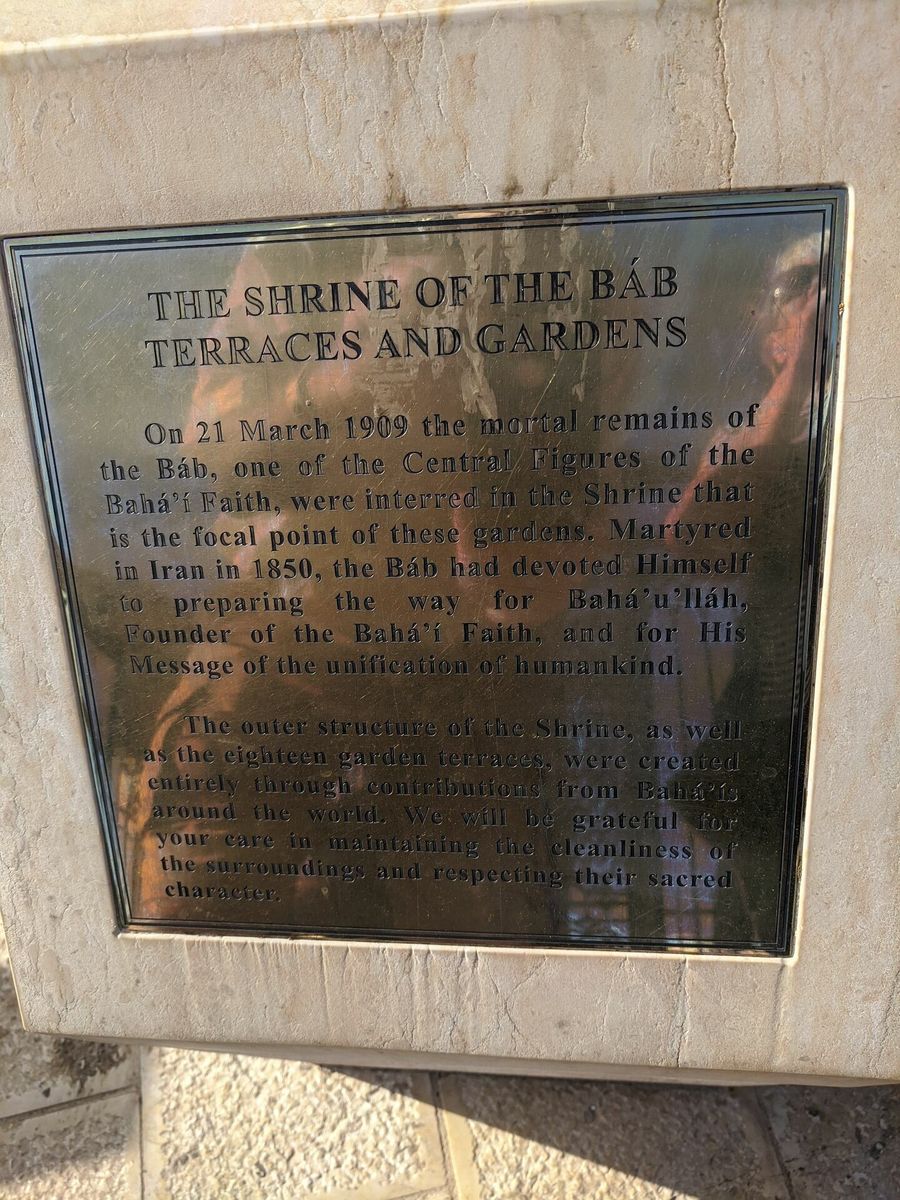 THE SHRINE OF THE BÁB
TERRACES AND GARDENS
On 21 March 1909 the mortal remains of
the Báb, one of the Central Figures of the
Bahá’í Faith, were interred in the Shrine that
is the focal point of these gardens. Martyred
in Iran in 1850, the Báb had devoted Himself
to preparing the way for Bahá’u’lláh,
Founder of the Bahá’í Faith, and for His
Message of the unification of humankind.
The outer structure of the Shrine, as well
as the eighteen garden terraces, were created
entirely through contributions from Bahá’ís
around the world. We will be grateful for
your care in maintaining the cleanliness of
the surroundings and respecting their sacred
character.